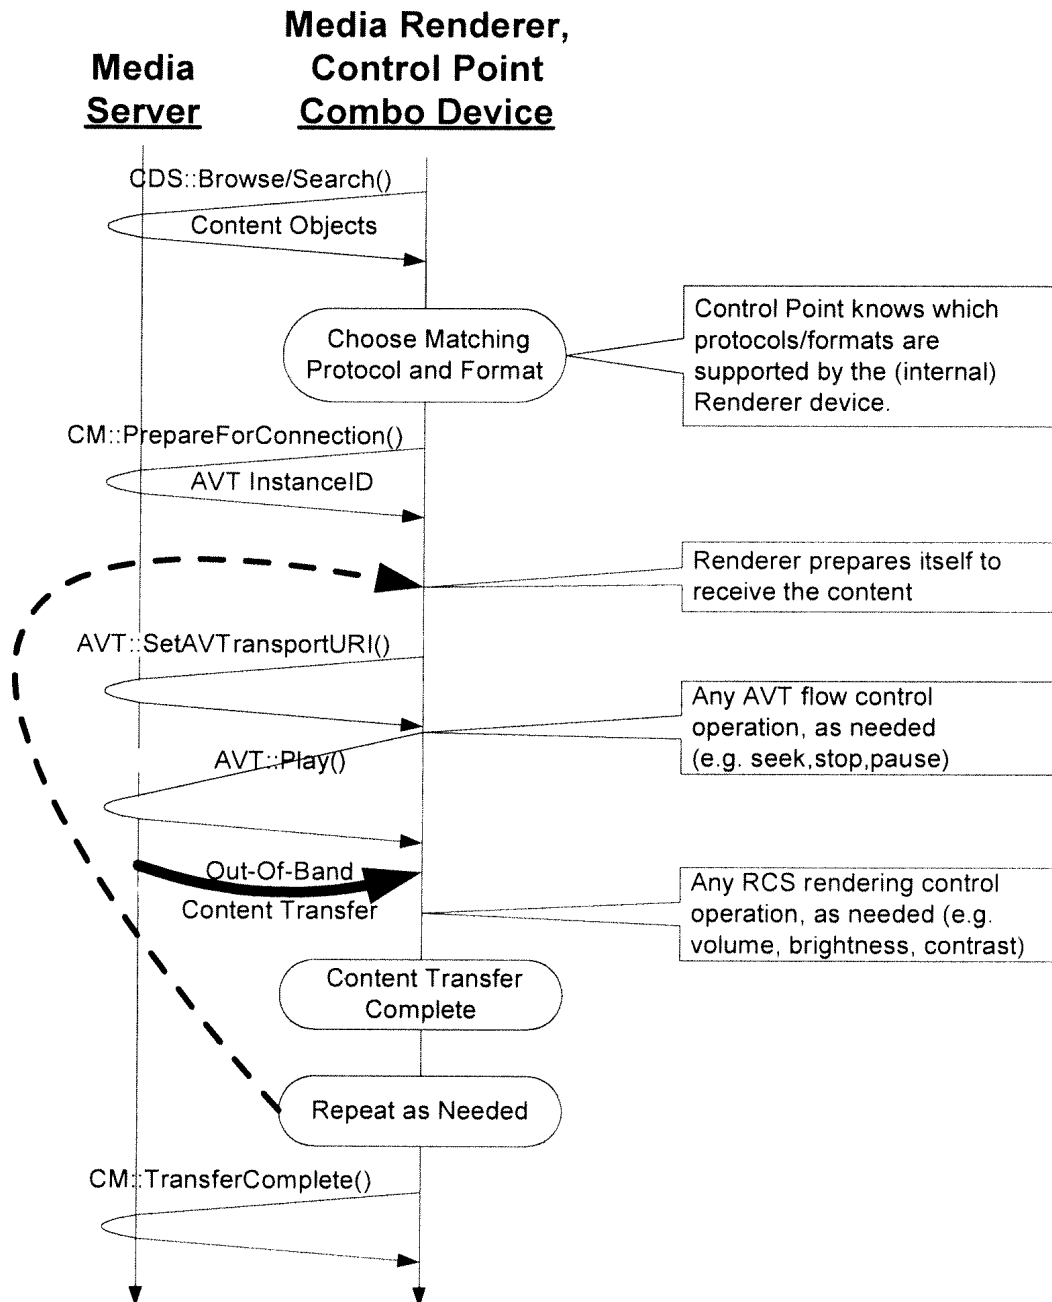 Media Renderer,
Control Point
Combo Device
Media
Server
CDS::Browse/Search()
Content Objects
Choose Matching
Protocol and Format
Control Point knows which
protocols/formats are
supported by the (internal)
Renderer device.
CM::PrepareForConnection()
AVT InstanceID
Renderer prepares itself to
receive the content
AVT::SetAVTransportURI()
Any AVT flow control
operation, as needed
(e.g. seek,stop,pause)
AVT::Play()
Out-Of-Band
Content Transfer
Any RCS rendering control
operation, as needed (e.g.
volume, brightness, contrast)
Content Transfer
Complete
Repeat as Needed
CM::TransferComplete()